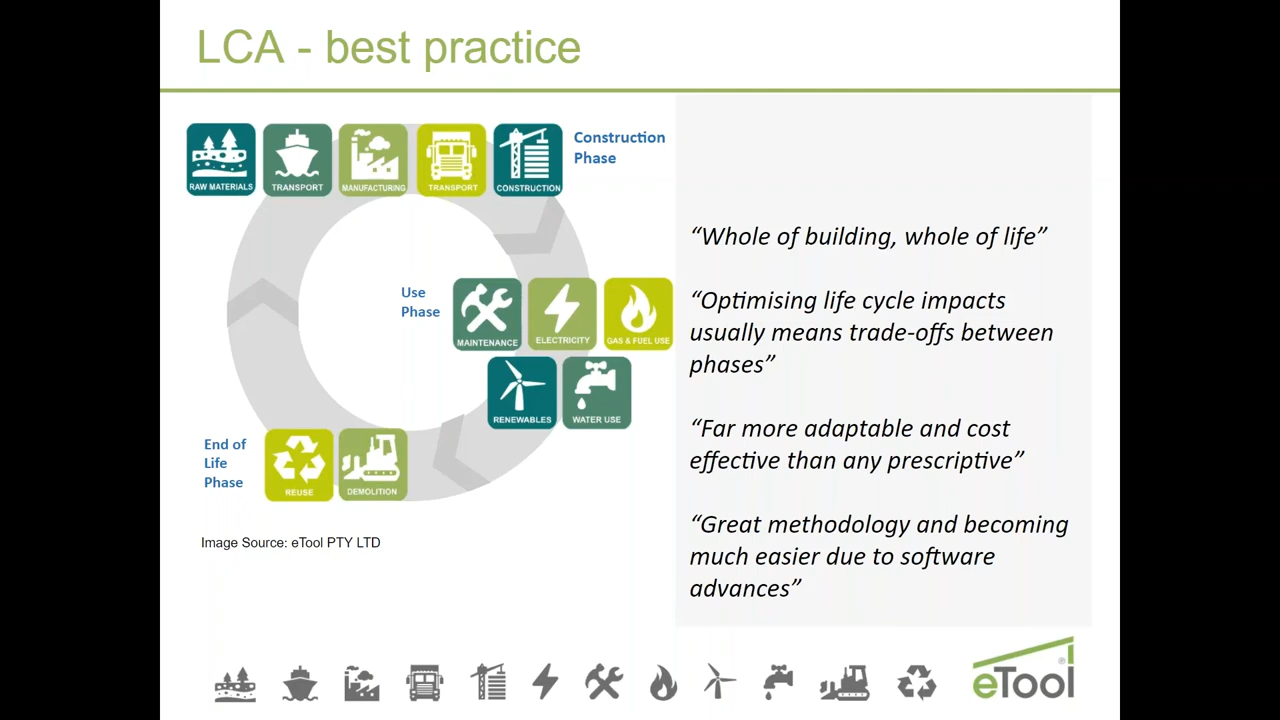 LCA - best practice
RAW MATERIALS
TRANSPORT
MANUFACTURING
TRANSPORT
CONSTRUCTION
Construction
Phase
Use
Phase
MAINTENANCE
ELECTRICITY
GAS & FUEL USE
RENEWABLES
WATER USE
End of
Life
Phase
REUSE
DEMOLITION
Image Source: eTool PTY LTD
“Whole of building, whole of life”
“Optimising life cycle impacts
usually means trade-offs between
phases”
“Far more adaptable and cost
effective than any prescriptive”
“Great methodology and becoming
much easier due to software
advances”
eTool®